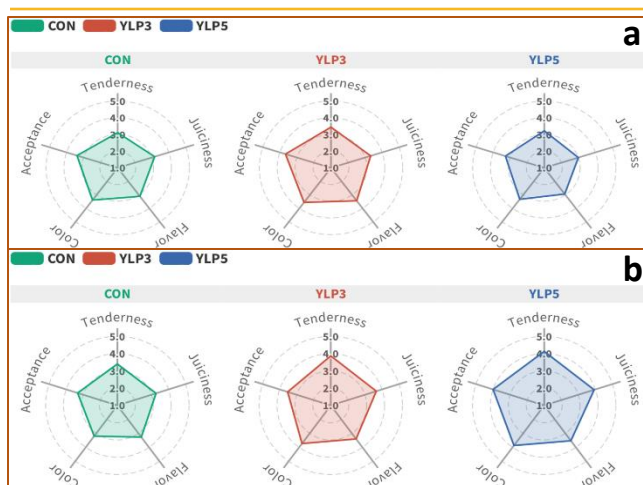 CON YLP3 YLP5
a
CON YLP3 YLP5
Tenderness Tenderness Tenderness
5.0 5.0 5.0
4.0 4.0 4.0
3.0 3.0 3.0
2.0 2.0 2.0
1.0 1.0 1.0
Acceptance Juiciness Acceptance Juiciness Acceptance Juiciness
Color Flavor Color Flavor Color Flavor
CON YLP3 YLP5
b
CON YLP3 YLP5
Tenderness Tenderness Tenderness
5.0 5.0 5.0
4.0 4.0 4.0
3.0 3.0 3.0
2.0 2.0 2.0
1.0 1.0 1.0
Acceptance Juiciness Acceptance Juiciness Acceptance Juiciness
Color Flavor Color Flavor Color Flavor